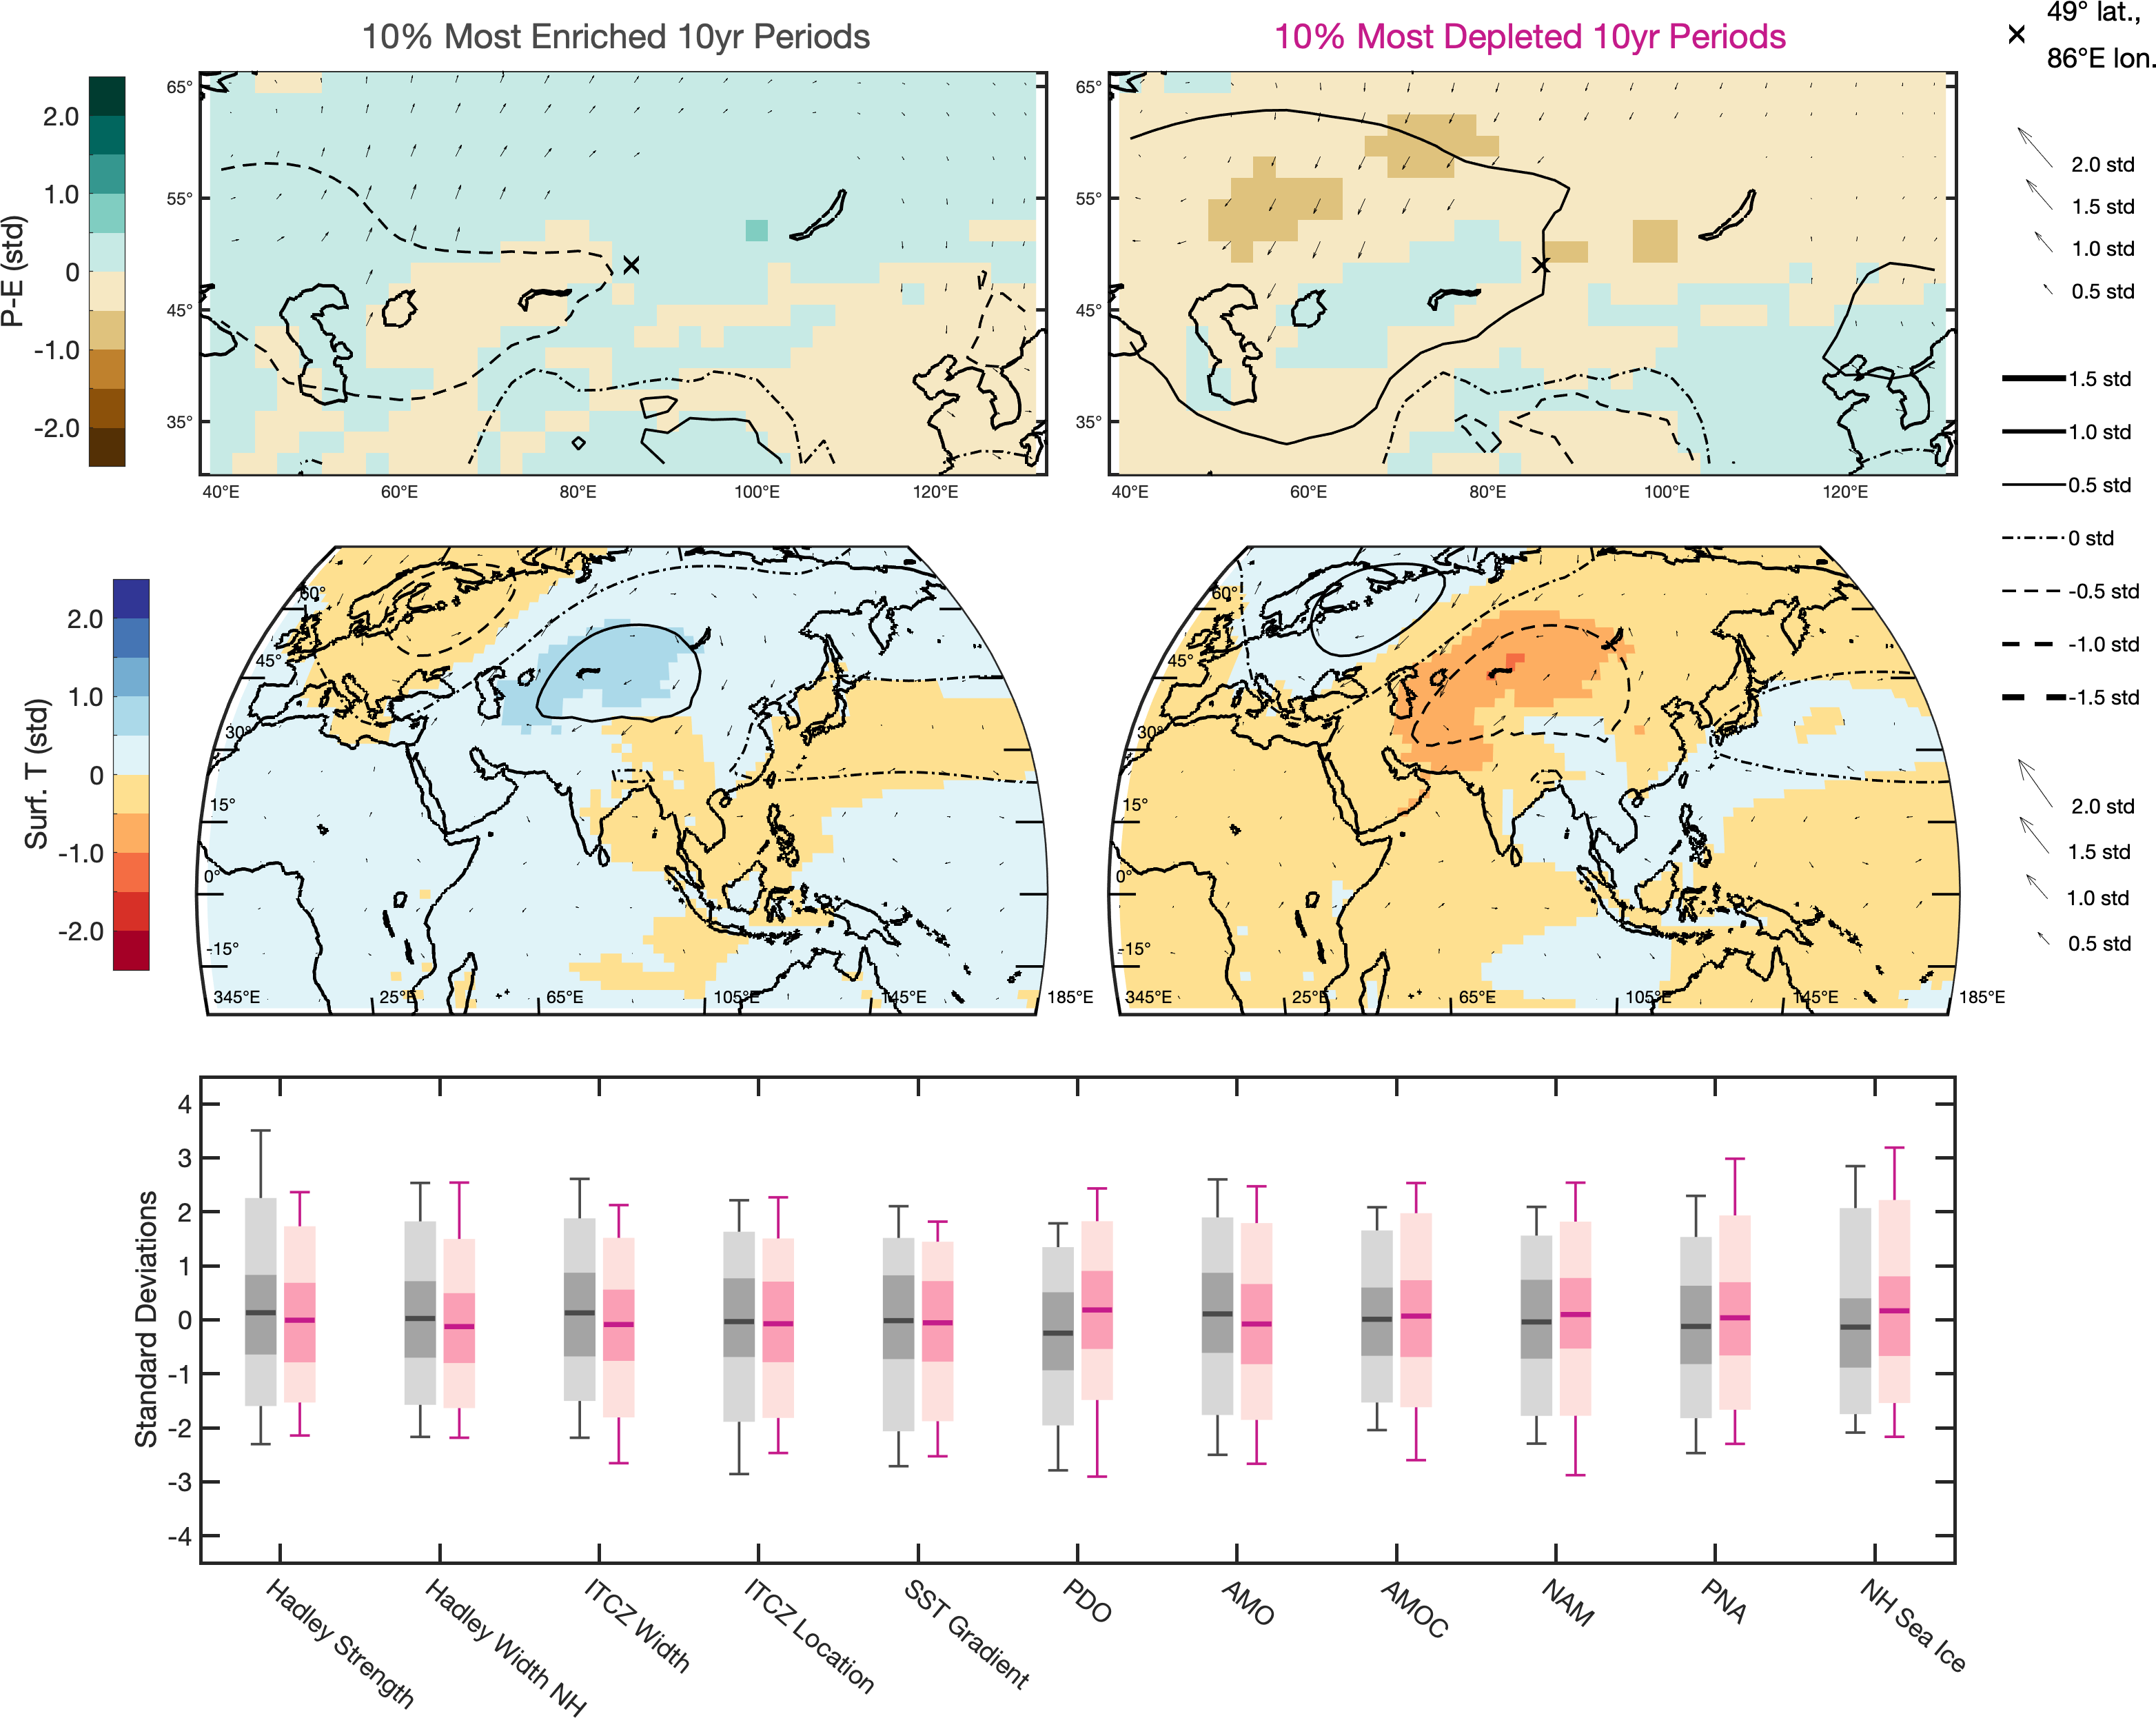 10% Most Enriched 10yr Periods
10% Most Depleted 10yr Periods
49° lat.,
86°E lon.
P-E (std)
2.0
1.0
0
-1.0
-2.0
65°
55°
45°
35°
40°E
60°E
80°E
100°E
120°E
65°
55°
45°
35°
40°E
60°E
80°E
100°E
120°E
2.0 std
1.5 std
1.0 std
0.5 std
1.5 std
1.0 std
0.5 std
0 std
-0.5 std
-1.0 std
-1.5 std
Surf. T (std)
2.0
1.0
0
-1.0
-2.0
60°
45°
30°
15°
0°
-15°
345°E
25°E
65°E
105°E
145°E
185°E
60°
45°
30°
15°
0°
-15°
345°E
25°E
65°E
105°E
145°E
185°E
2.0 std
1.5 std
1.0 std
0.5 std
Standard Deviations
4
3
2
1
0
-1
-2
-3
-4
Hadley Strength
Hadley Width NH
ITCZ Width
ITCZ Location
SST Gradient
PDO
AMO
AMOC
NAM
PNA
NH Sea Ice